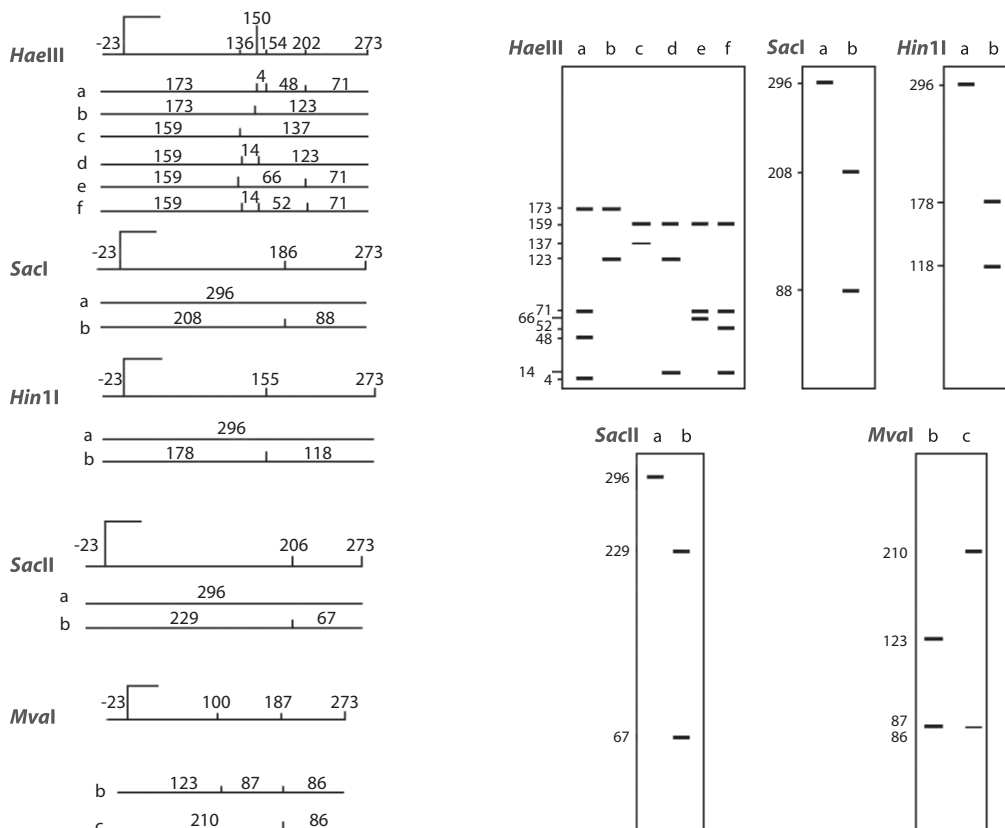 150
-23 136 154 202 273
HaeIII
a 173 4 48 71
b 173 123
c 159 137
d 159 14 123
e 159 66 71
f 159 14 52 71
-23 186 273
SacI
a 296
b 208 88
-23 155 273
Hin1I
a 296
b 178 118
-23 206 273
SacII
a 296
b 229 67
-23 100 187 273
MvaI
b 123 87 86
c 210 86
HaeIII a b c d e f
173
159
137
123
71
66
52
48
14
4
SacI a b
296
208
88
Hin1I a b
296
178
118
SacII a b
296
229
67
MvaI b c
210
123
87
86